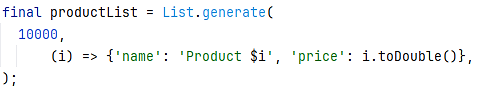 final productList = List.generate(
  10000,
      (i) => {'name': 'Product $i', 'price': i.toDouble()},
);